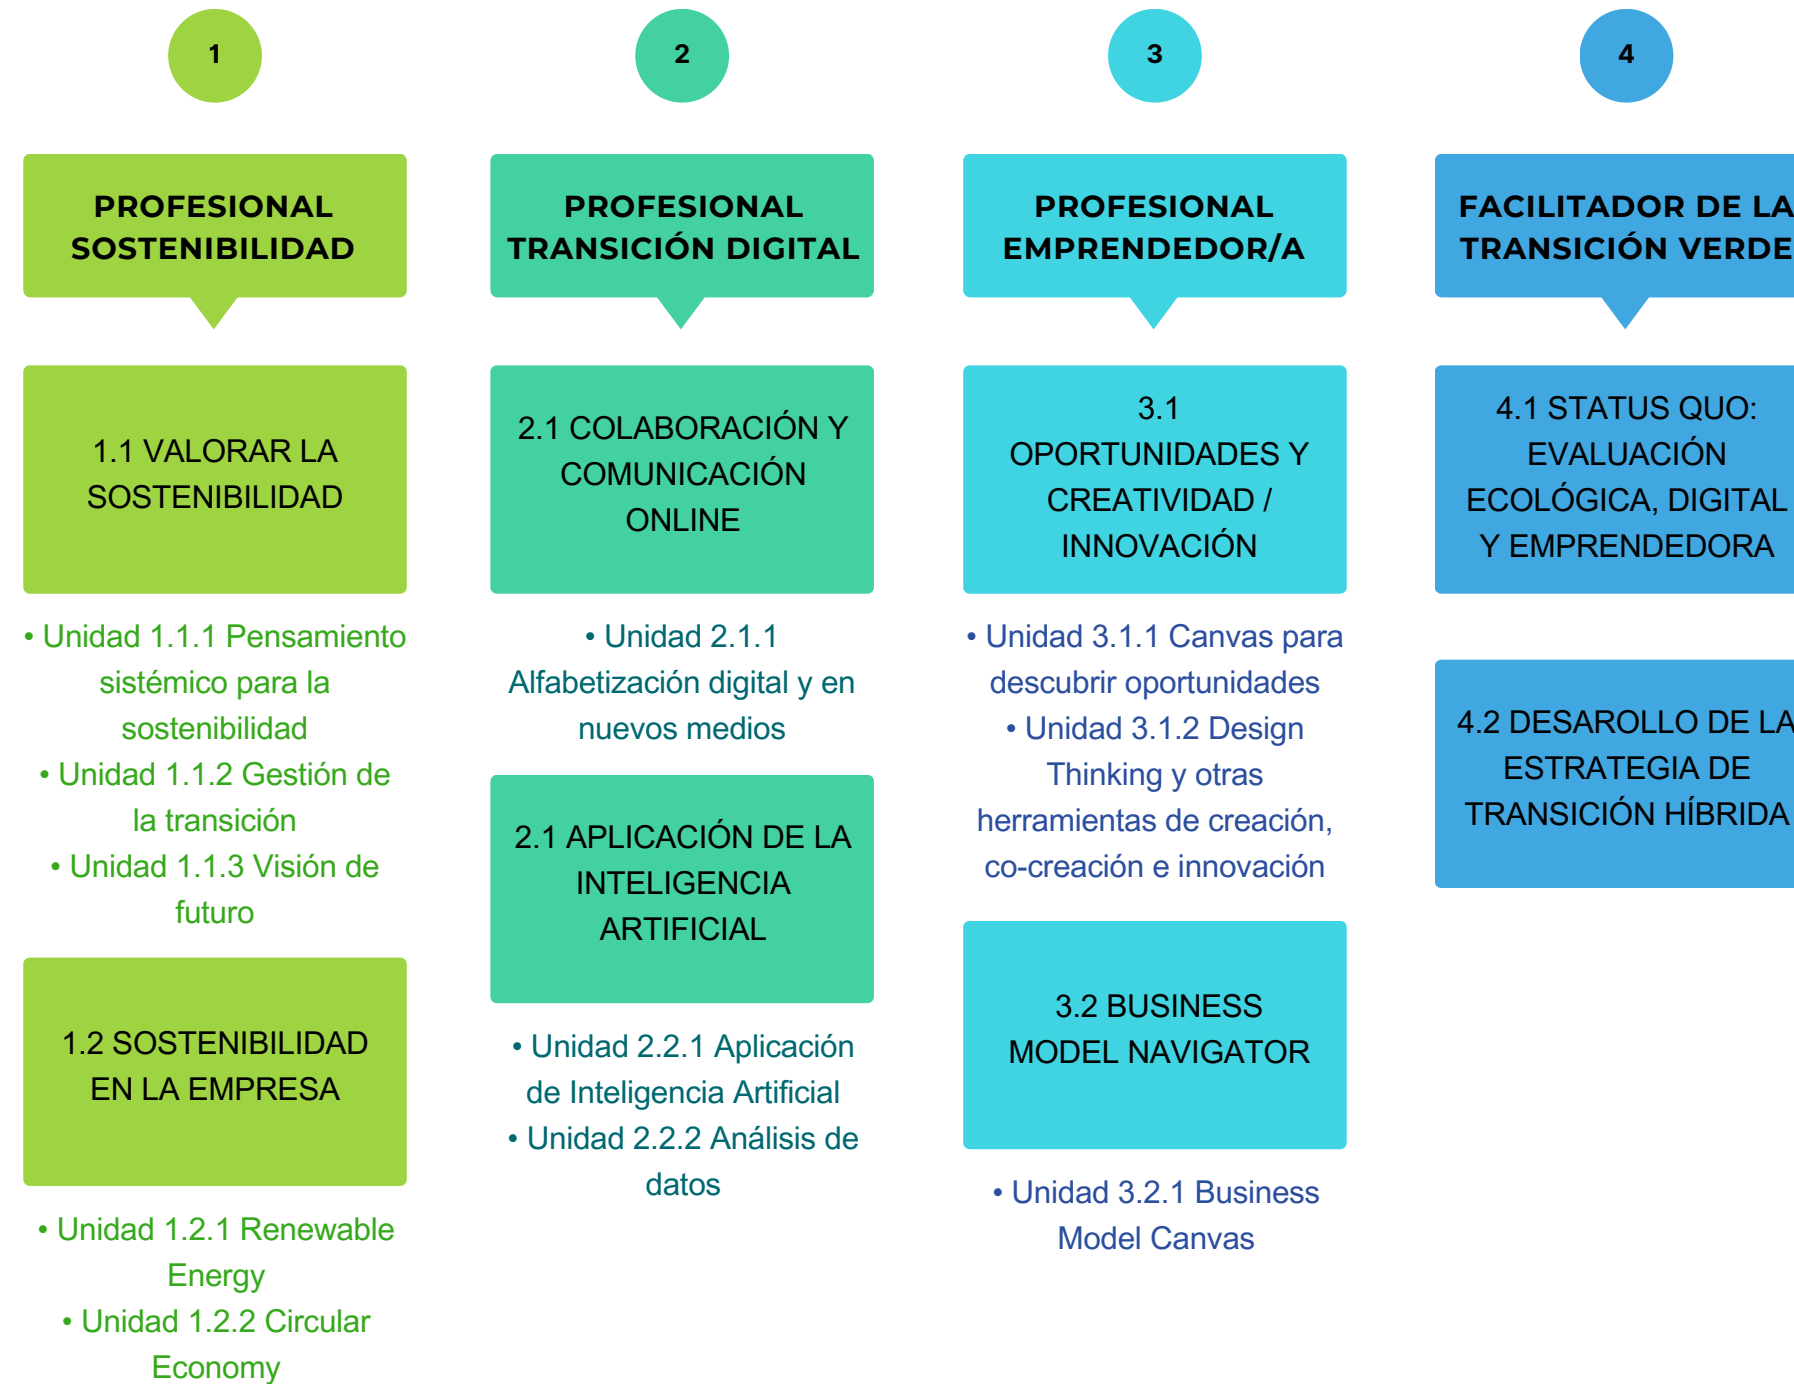 1
PROFESIONAL
SOSTENIBILIDAD
1.1 VALORAR LA
SOSTENIBILIDAD
• Unidad 1.1.1 Pensamiento
sistémico para la
sostenibilidad
• Unidad 1.1.2 Gestión de
la transición
• Unidad 1.1.3 Visión de
futuro
1.2 SOSTENIBILIDAD
EN LA EMPRESA
• Unidad 1.2.1 Renewable
Energy
• Unidad 1.2.2 Circular
Economy
2
PROFESIONAL
TRANSICIÓN DIGITAL
2.1 COLABORACIÓN Y
COMUNICACIÓN
ONLINE
• Unidad 2.1.1
Alfabetización digital y en
nuevos medios
2.1 APLICACIÓN DE LA
INTELIGENCIA
ARTIFICIAL
• Unidad 2.2.1 Aplicación
de Inteligencia Artificial
• Unidad 2.2.2 Análisis de
datos
3
PROFESIONAL
EMPRENDEDOR/A
3.1
OPORTUNIDADES Y
CREATIVIDAD /
INNOVACIÓN
• Unidad 3.1.1 Canvas para
descubrir oportunidades
• Unidad 3.1.2 Design
Thinking y otras
herramientas de creación,
co-creación e innovación
3.2 BUSINESS
MODEL NAVIGATOR
• Unidad 3.2.1 Business
Model Canvas
4
FACILITADOR DE LA
TRANSICIÓN VERDE
4.1 STATUS QUO:
EVALUACIÓN
ECOLÓGICA, DIGITAL
Y EMPRENDEDORA
4.2 DESAROLLO DE LA
ESTRATEGIA DE
TRANSICIÓN HÍBRIDA